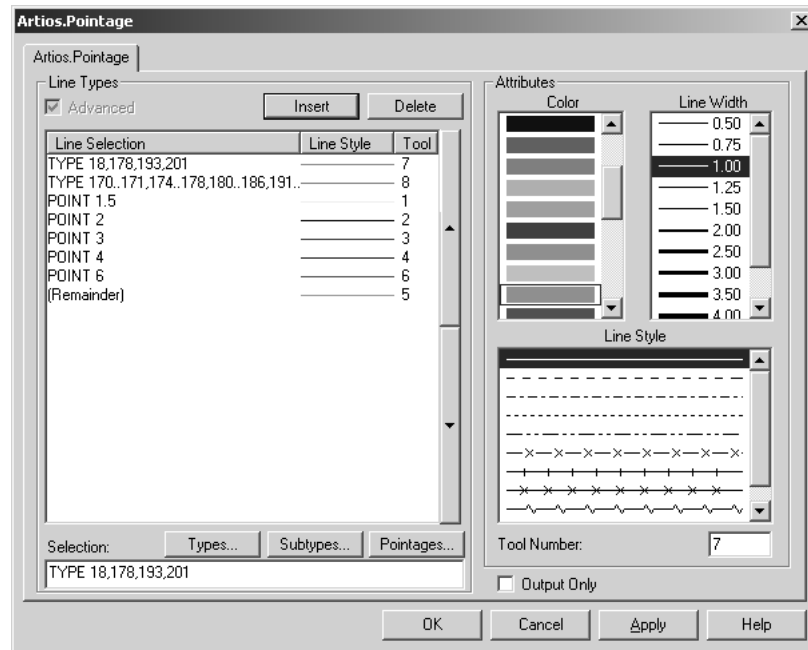 Artios.Pointage
Artios.Pointage
Line Types
Advanced
Insert
Delete
Line Selection Line Style Tool
TYPE 18,178,193,201 7
TYPE 170..171,174..178,180..186,191.. 8
POINT 1.5 1
POINT 2 2
POINT 3 3
POINT 4 4
POINT 6 6
(Remainder) 5
Selection:
Types...
Subtypes...
Pointages...
TYPE 18,178,193,201
Attributes
Color
Line Width
0.50
0.75
1.00
1.25
1.50
2.00
2.50
3.00
3.50
4.00
Line Style
Tool Number: 7
Output Only
OK
Cancel
Apply
Help